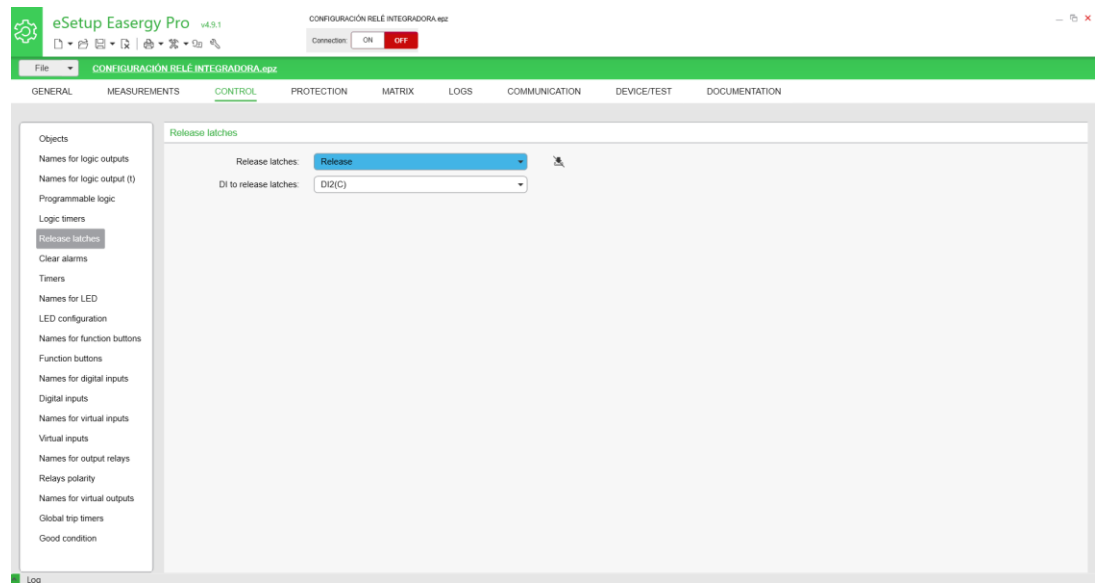 eSetup Easergy Pro v4.9.1
CONFIGURACIÓN RELÉ INTEGRADORA.epz
Connection: ON OFF
File CONFIGURACIÓN RELÉ INTEGRADORA.epz
GENERAL MEASUREMENTS CONTROL PROTECTION MATRIX LOGS COMMUNICATION DEVICE/TEST DOCUMENTATION
Objects
Names for logic outputs
Names for logic output (t)
Programmable logic
Logic timers
Release latches
Clear alarms
Timers
Names for LED
LED configuration
Names for function buttons
Function buttons
Names for digital inputs
Digital inputs
Names for virtual inputs
Virtual inputs
Names for output relays
Relays polarity
Names for virtual outputs
Global trip timers
Good condition
Release latches
Release latches: Release
DI to release latches: DI2(C)
Log